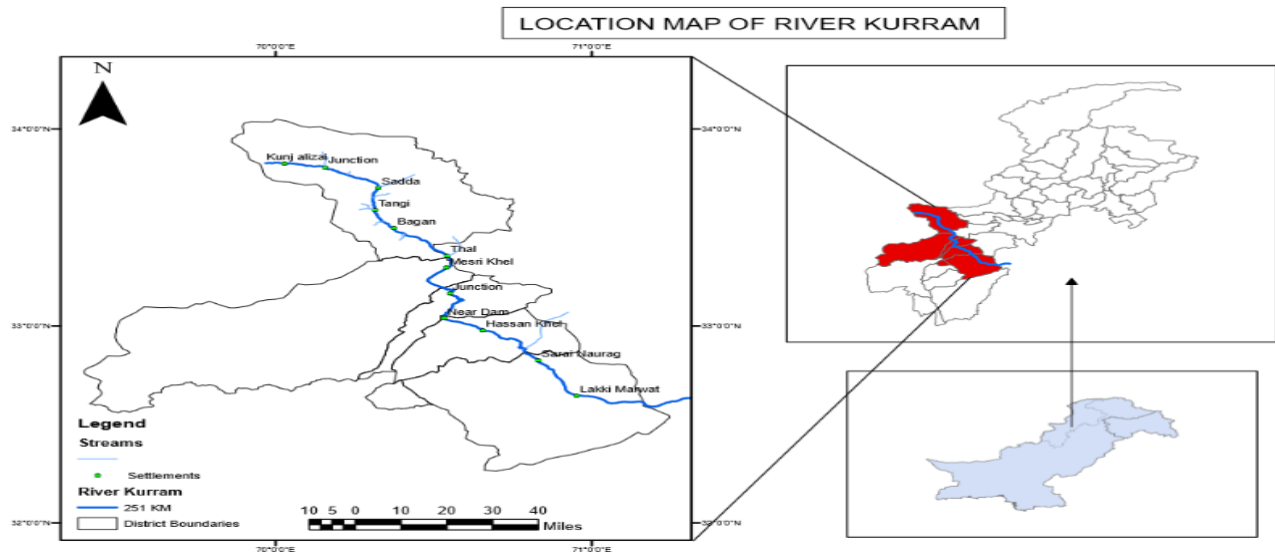 LOCATION MAP OF RIVER KURRAM
70°0'0"E
71°0'0"E
N
34°0'0"N
34°0'0"N
Kunj alizai
Junction
Sadda
Tangi
Bagan
Thal
Mesri Khel
Junction
33°0'0"N
33°0'0"N
Near Dam
Hassan Khel
Sarai Naurag
Lakki Marwat
Legend
Streams
Settlements
River Kurram
251 KM
District Boundaries
10 5 0 10 20 30 40
Miles
32°0'0"N
32°0'0"N
70°0'0"E
71°0'0"E